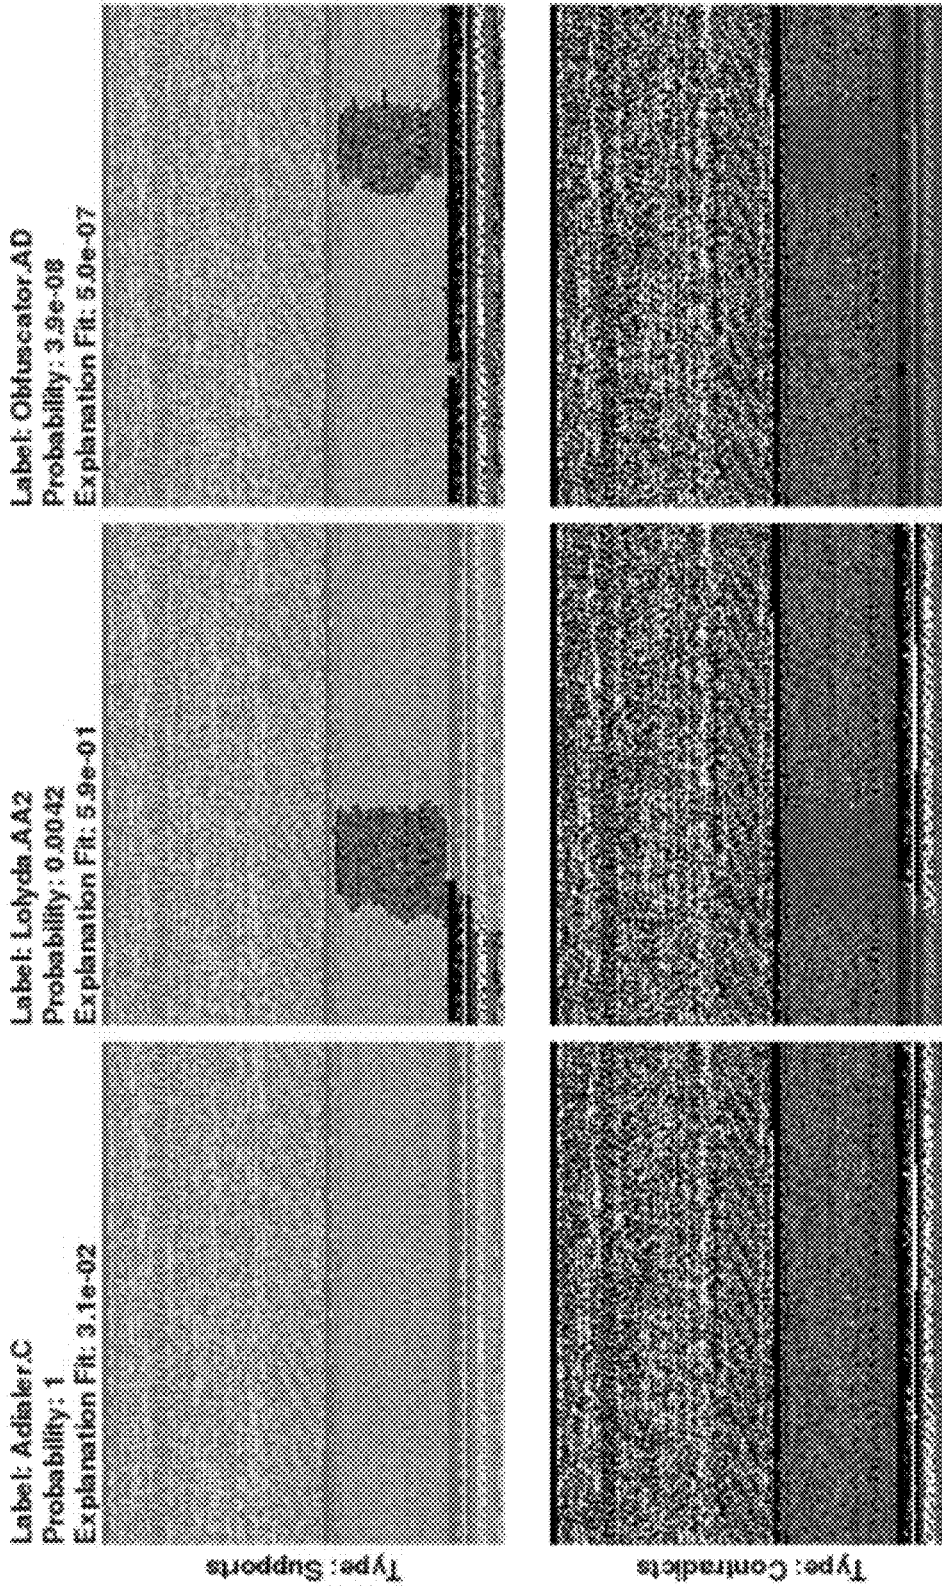 Label: Adialer.C
Probability: 1
Explanation Fit: 3.1e-02
Label: Lolyda.AA2
Probability: 0.0042
Explanation Fit: 5.9e-01
Label: Obfuscator.AD
Probability: 3.9e-08
Explanation Fit: 5.0e-07
Type: Supports
Type: Contradicts